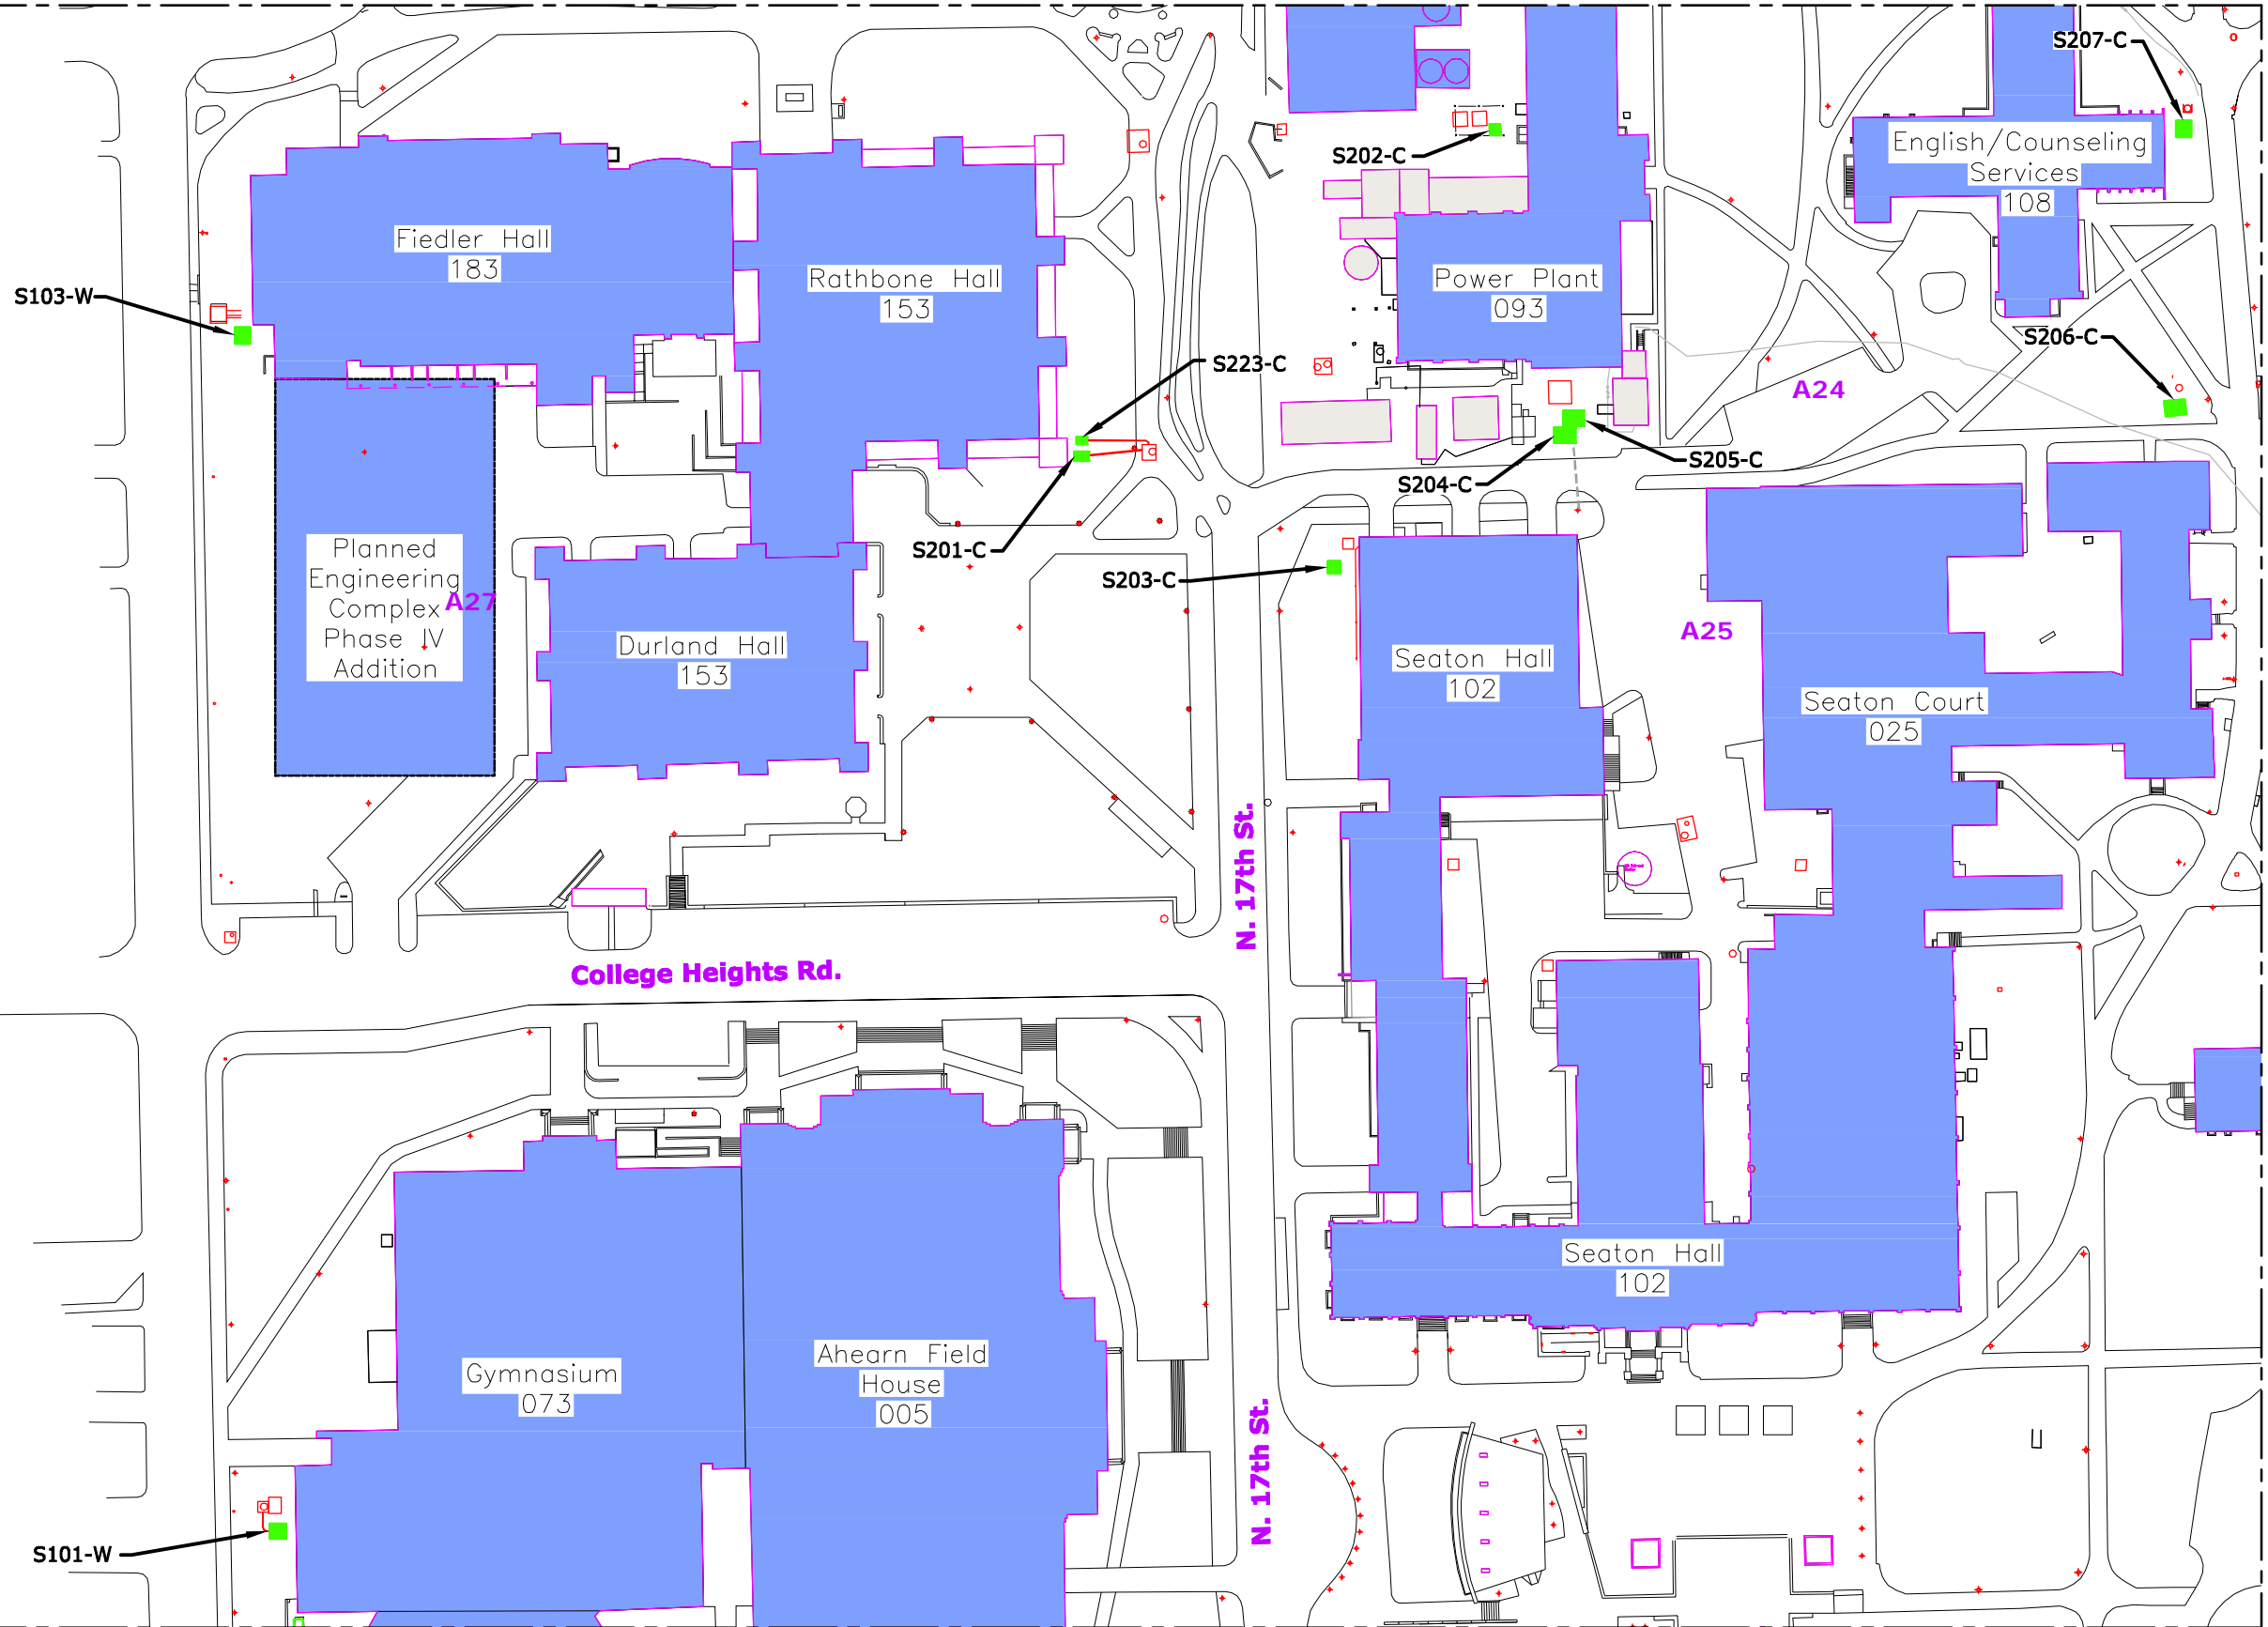 S207-C
English/Counseling
Services
108
S202-C
Fiedler Hall
183
Rathbone Hall
153
Power Plant
093
S103-W
S206-C
S223-C
A24
S205-C
S204-C
S201-C
S203-C
Planned
Engineering
Complex
Phase IV
Addition
A27
A25
Durland Hall
153
Seaton Hall
102
Seaton Court
025
N. 17th St.
College Heights Rd.
Seaton Hall
102
Gymnasium
073
Ahearn Field
House
005
N. 17th St.
S101-W